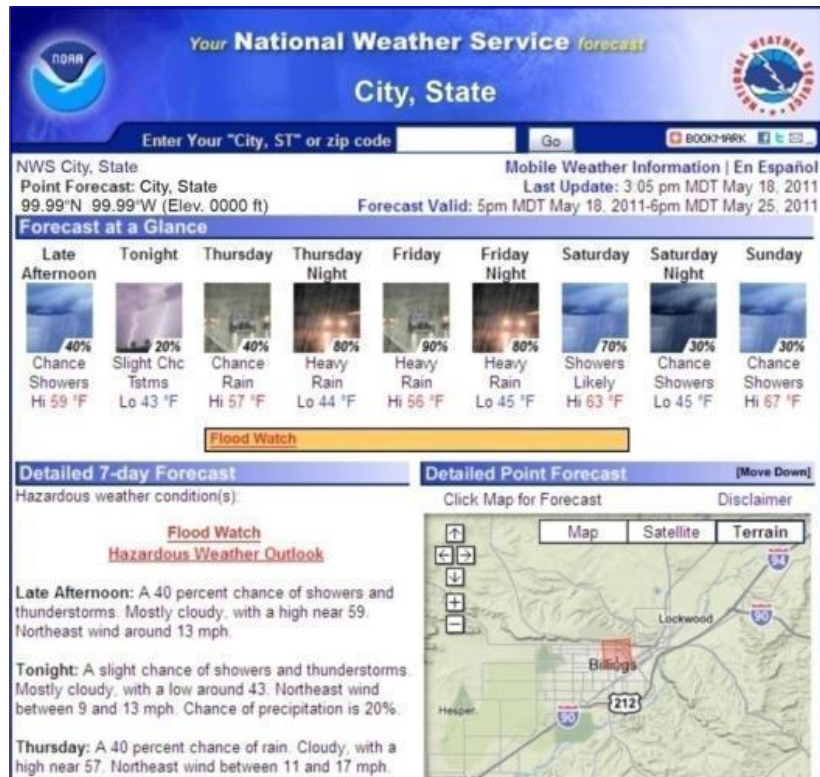 NOAA
Your National Weather Service forecast
City, State
NATIONAL WEATHER SERVICE
Enter Your "City, ST" or zip code
Go
BOOKMARK
NWS City, State
Mobile Weather Information | En Español
Point Forecast: City, State
Last Update: 3:05 pm MDT May 18, 2011
99.99°N 99.99°W (Elev. 0000 ft)
Forecast Valid: 5pm MDT May 18, 2011-6pm MDT May 25, 2011
Forecast at a Glance
Late Afternoon
40%
Chance Showers
Hi 59 °F
Tonight
20%
Slight Chc Tstms
Lo 43 °F
Thursday
40%
Chance Rain
Hi 57 °F
Thursday Night
80%
Heavy Rain
Lo 44 °F
Friday
90%
Heavy Rain
Hi 56 °F
Friday Night
80%
Heavy Rain
Lo 45 °F
Saturday
70%
Showers Likely
Hi 63 °F
Saturday Night
30%
Chance Showers
Lo 45 °F
Sunday
30%
Chance Showers
Hi 67 °F
Flood Watch
Detailed 7-day Forecast
Hazardous weather condition(s):
Flood Watch
Hazardous Weather Outlook
Late Afternoon: A 40 percent chance of showers and
thunderstorms. Mostly cloudy, with a high near 59.
Northeast wind around 13 mph.
Tonight: A slight chance of showers and thunderstorms.
Mostly cloudy, with a low around 43. Northeast wind
between 9 and 13 mph. Chance of precipitation is 20%.
Thursday: A 40 percent chance of rain. Cloudy, with a
high near 57. Northeast wind between 11 and 17 mph.
Detailed Point Forecast
[Move Down]
Click Map for Forecast
Disclaimer
Map
Satellite
Terrain
94
90
Lockwood
Billings
212
Hesper
90